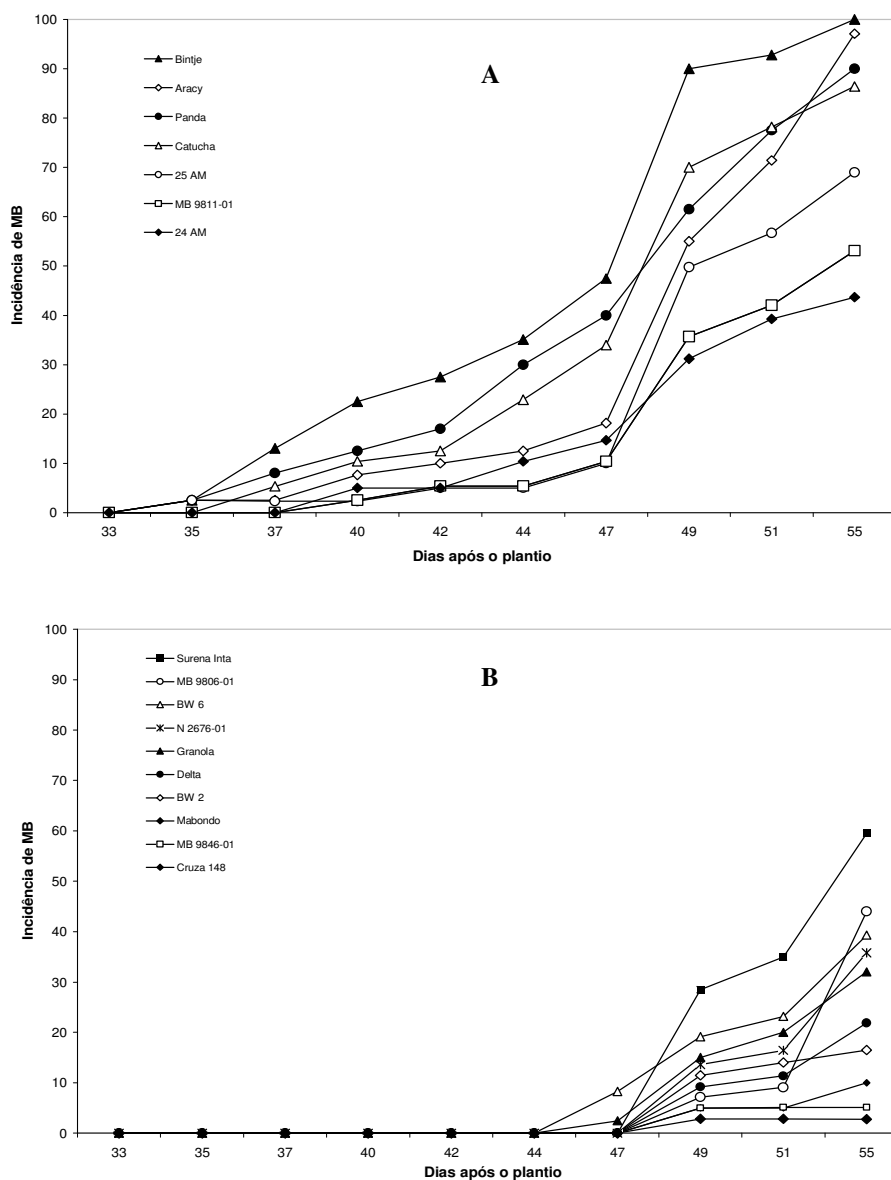 A
Bintje
Aracy
Panda
Catucha
25 AM
MB 9811-01
24 AM
Incidência de MB
100
90
80
70
60
50
40
30
20
10
0
33 35 37 40 42 44 47 49 51 55
Dias após o plantio
B
Surena Inta
MB 9806-01
BW 6
N 2676-01
Granola
Delta
BW 2
Mabondo
MB 9846-01
Cruza 148
Incidência de MB
100
90
80
70
60
50
40
30
20
10
0
33 35 37 40 42 44 47 49 51 55
Dias após o plantio